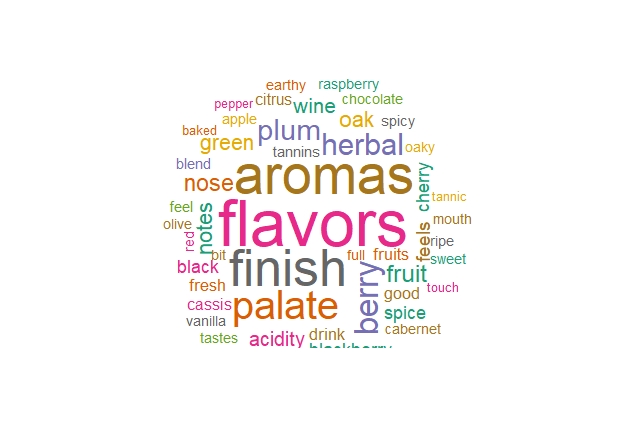 earthy raspberry
pepper citrus wine chocolate
apple plum oak spicy
baked green tannins herbal oaky
blend nose aromas cherry tannic
feel notes flavors mouth
olive red feels ripe
bit finish full fruits sweet
black berry fruit
fresh palate good touch
cassis spice
vanilla drink cabernet
tastes acidity
blackberry